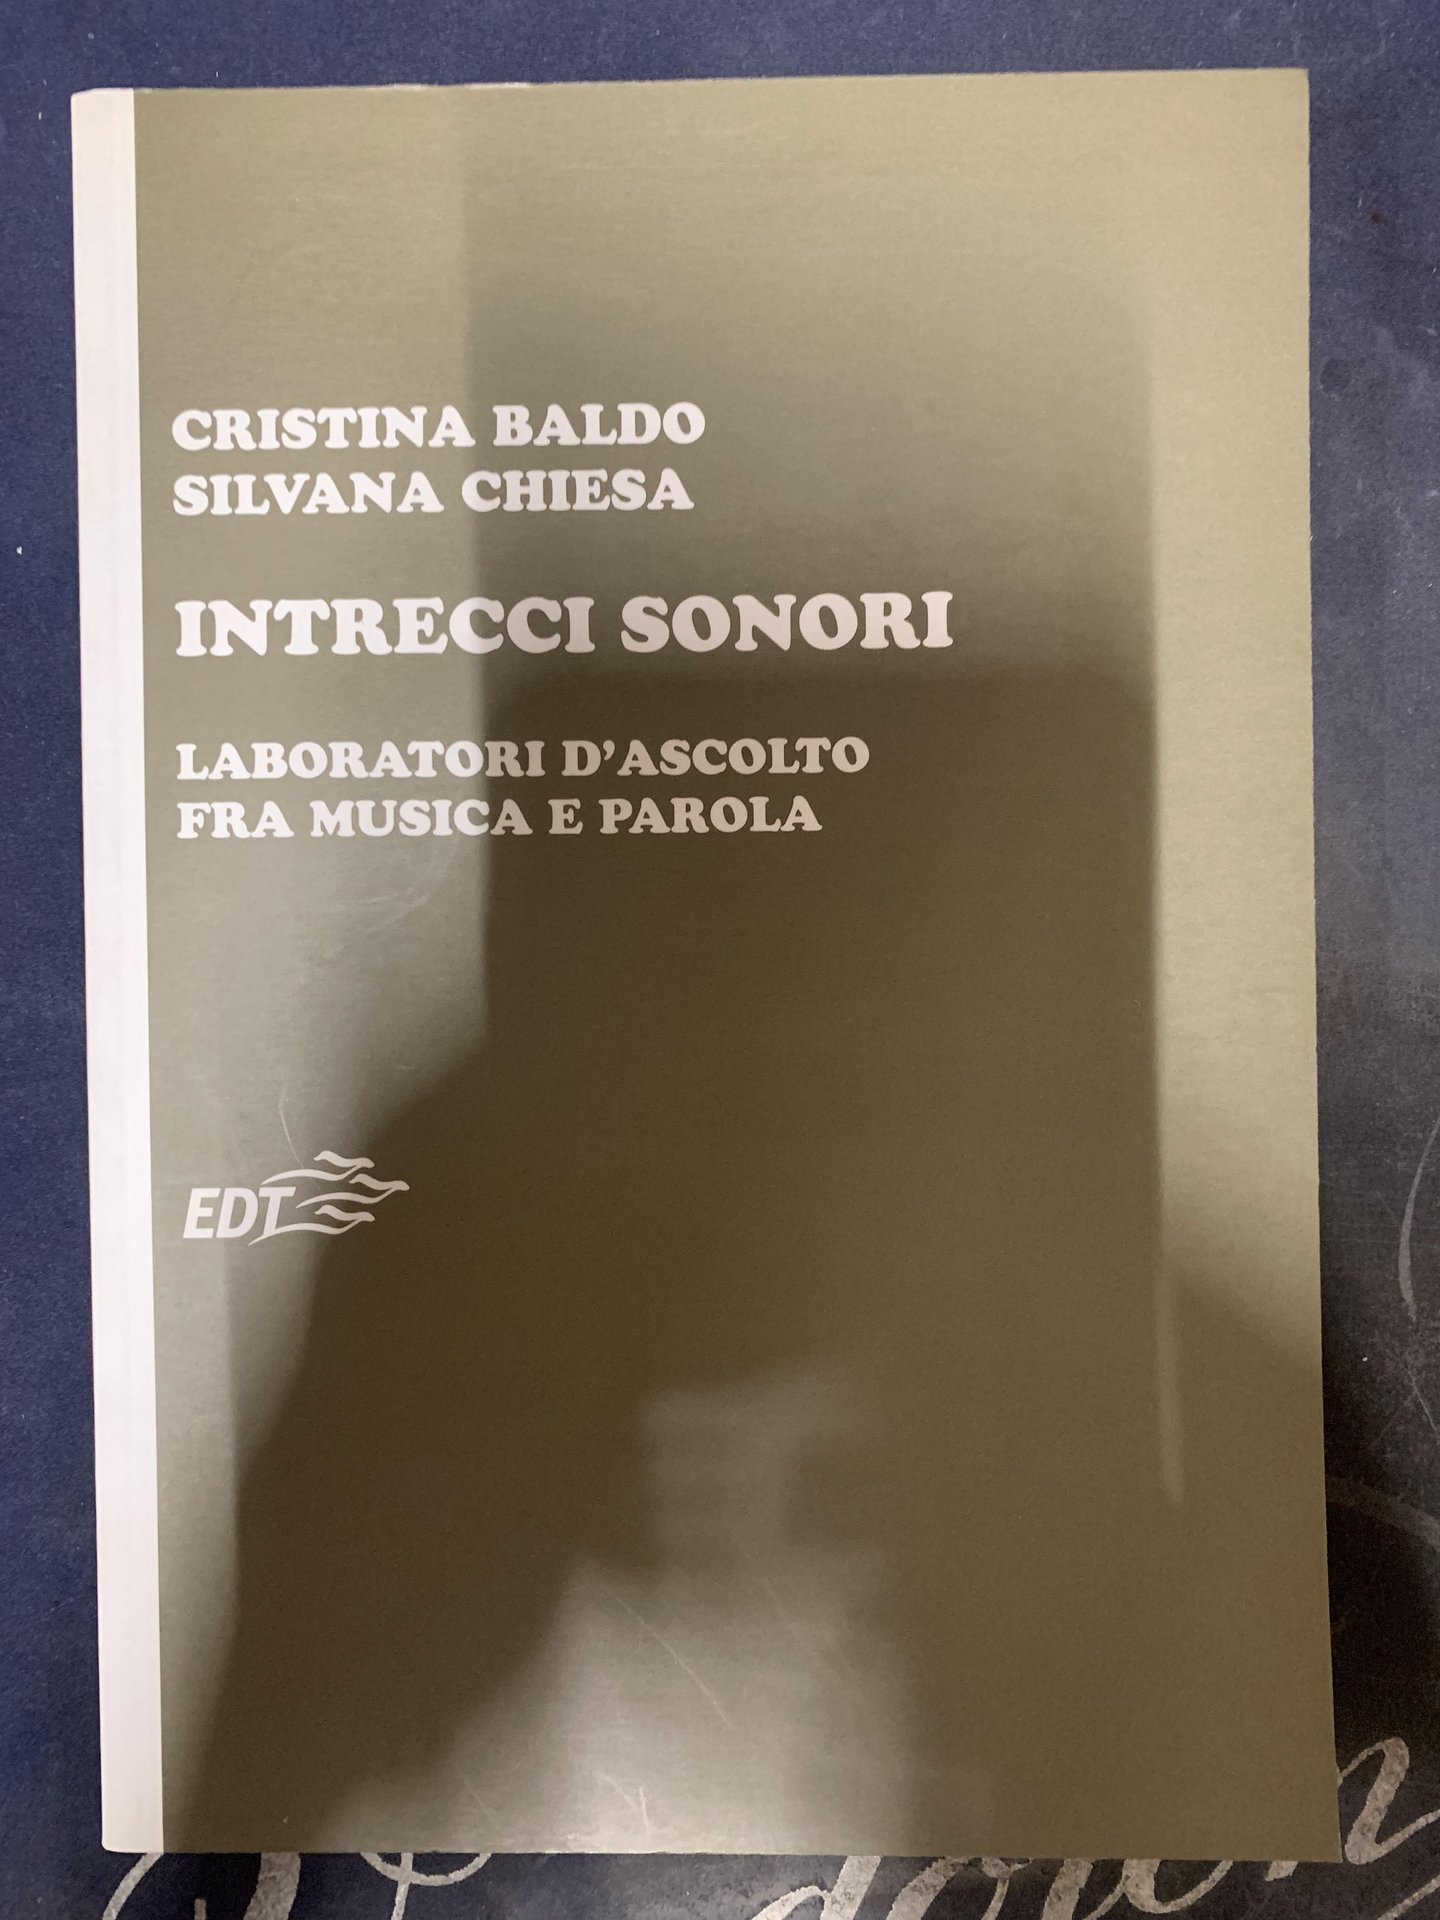 CRISTINA BALDO
SILVANA CHIESA
INTRECCI SONORI
LABORATORI D'ASCOLTO
FRA MUSICA E PAROLA
EDT